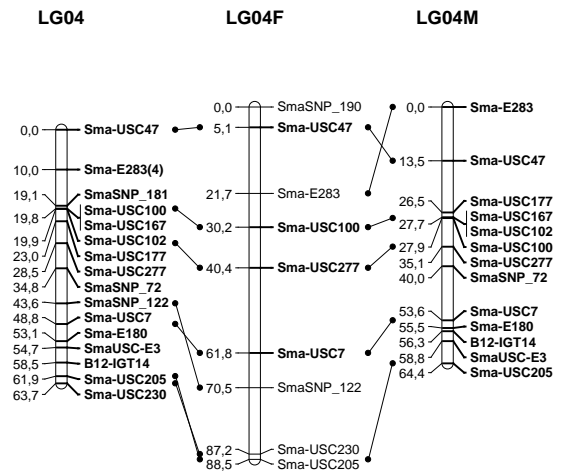 LG04
0,0 Sma-USC47
10,0 Sma-E283(4)
19,1 SmaSNP_181
19,8 Sma-USC100
Sma-USC167
19,9 Sma-USC102
23,0 Sma-USC177
28,5 Sma-USC277
34,8 SmaSNP_72
43,6 SmaSNP_122
48,8 Sma-USC7
53,1 Sma-E180
54,7 SmaUSC-E3
58,5 B12-IGT14
61,9 Sma-USC205
63,7 Sma-USC230
LG04F
0,0 SmaSNP_190
5,1 Sma-USC47
21,7 Sma-E283
30,2 Sma-USC100
40,4 Sma-USC277
61,8 Sma-USC7
70,5 SmaSNP_122
87,2 Sma-USC230
88,5 Sma-USC205
LG04M
0,0 Sma-E283
13,5 Sma-USC47
26,5 Sma-USC177
27,7 Sma-USC167
Sma-USC102
27,9 Sma-USC100
35,1 Sma-USC277
40,0 SmaSNP_72
53,6 Sma-USC7
55,5 Sma-E180
56,3 B12-IGT14
58,8 SmaUSC-E3
64,4 Sma-USC205